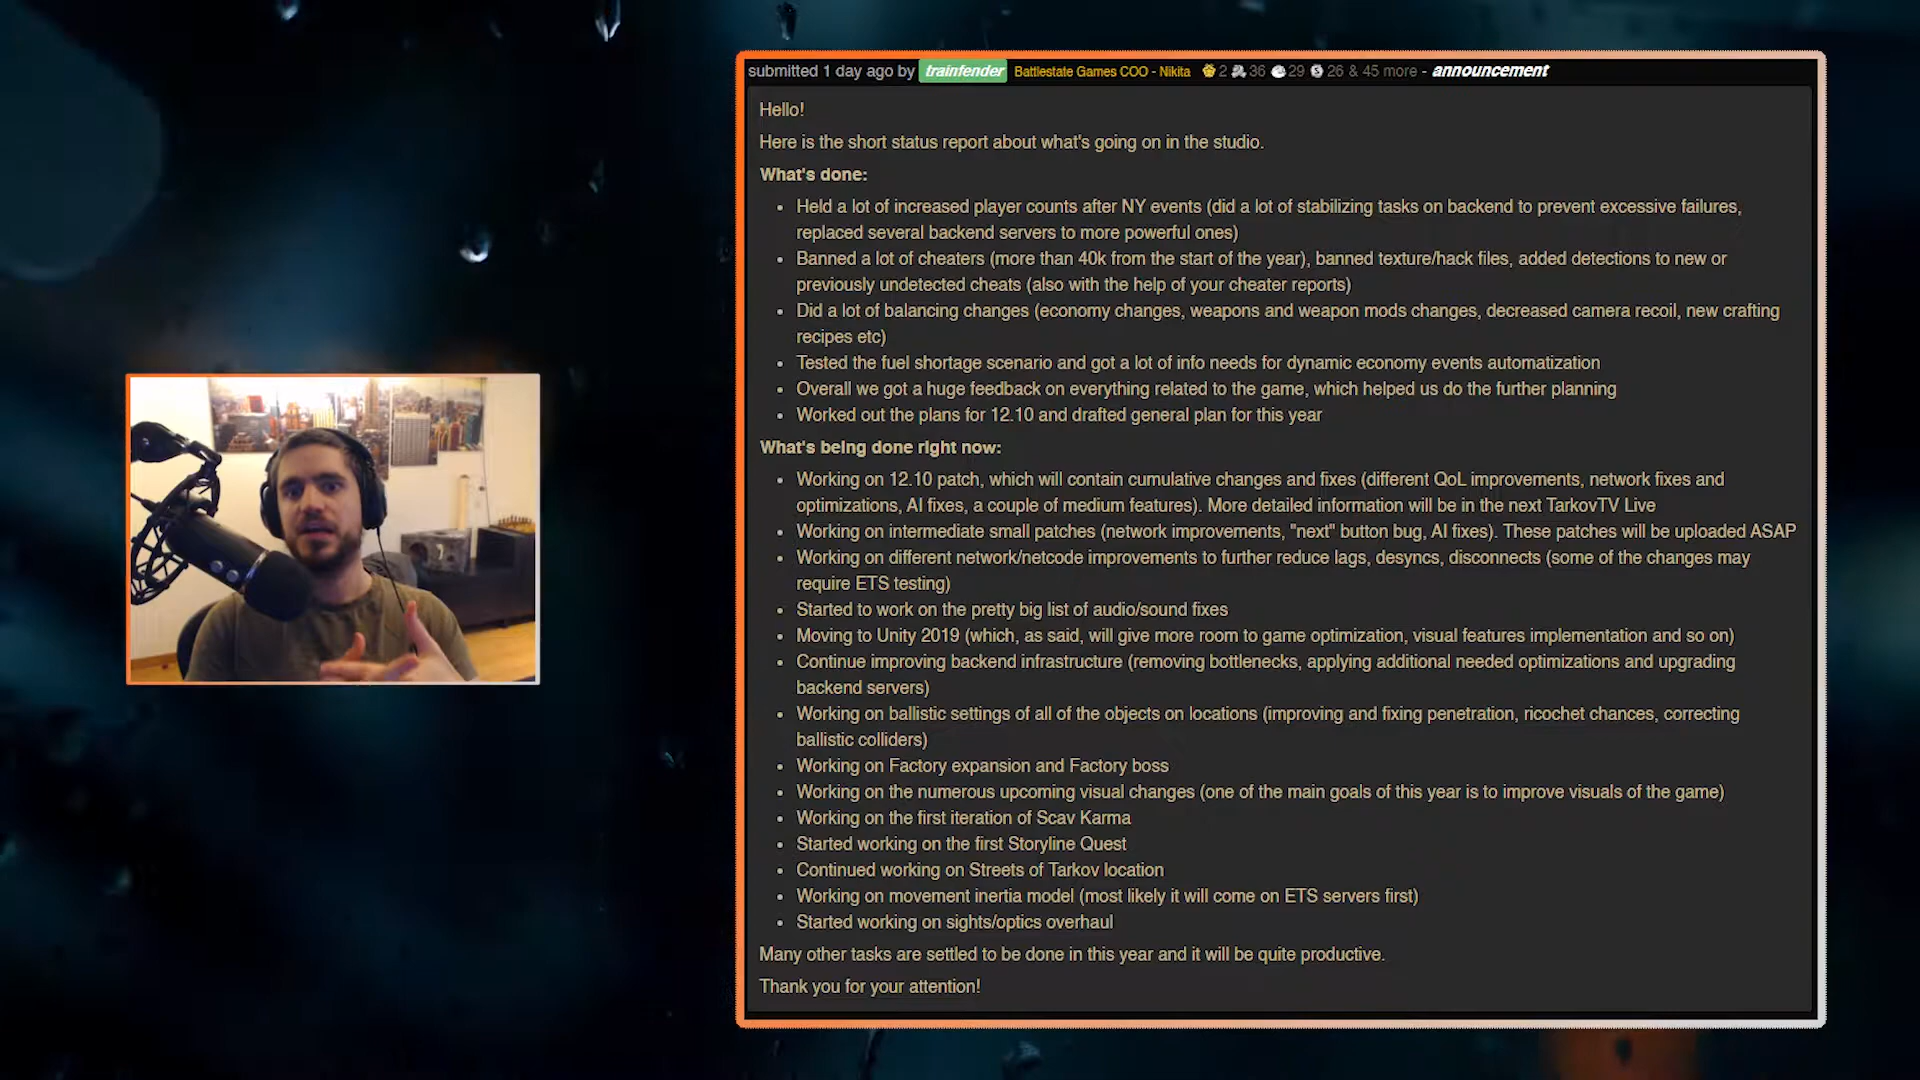 submitted 1 day ago by trainfender Battlestate Games COO - Nikita 2 36 29 26 & 45 more - announcement
Hello!
Here is the short status report about what's going on in the studio.
What's done:
• Held a lot of increased player counts after NY events (did a lot of stabilizing tasks on backend to prevent excessive failures,
replaced several backend servers to more powerful ones)
• Banned a lot of cheaters (more than 40k from the start of the year), banned texture/hack files, added detections to new or
previously undetected cheats (also with the help of your cheater reports)
• Did a lot of balancing changes (economy changes, weapons and weapon mods changes, decreased camera recoil, new crafting
recipes etc)
• Tested the fuel shortage scenario and got a lot of info needs for dynamic economy events automatization
• Overall we got a huge feedback on everything related to the game, which helped us do the further planning
• Worked out the plans for 12.10 and drafted general plan for this year
What's being done right now:
• Working on 12.10 patch, which will contain cumulative changes and fixes (different QoL improvements, network fixes and
optimizations, AI fixes, a couple of medium features). More detailed information will be in the next TarkovTV Live
• Working on intermediate small patches (network improvements, "next" button bug, AI fixes). These patches will be uploaded ASAP
• Working on different network/netcode improvements to further reduce lags, desyncs, disconnects (some of the changes may
require ETS testing)
• Started to work on the pretty big list of audio/sound fixes
• Moving to Unity 2019 (which, as said, will give more room to game optimization, visual features implementation and so on)
• Continue improving backend infrastructure (removing bottlenecks, applying additional needed optimizations and upgrading
backend servers)
• Working on ballistic settings of all of the objects on locations (improving and fixing penetration, ricochet chances, correcting
ballistic colliders)
• Working on Factory expansion and Factory boss
• Working on the numerous upcoming visual changes (one of the main goals of this year is to improve visuals of the game)
• Working on the first iteration of Scav Karma
• Started working on the first Storyline Quest
• Continued working on Streets of Tarkov location
• Working on movement inertia model (most likely it will come on ETS servers first)
• Started working on sights/optics overhaul
Many other tasks are settled to be done in this year and it will be quite productive.
Thank you for your attention!